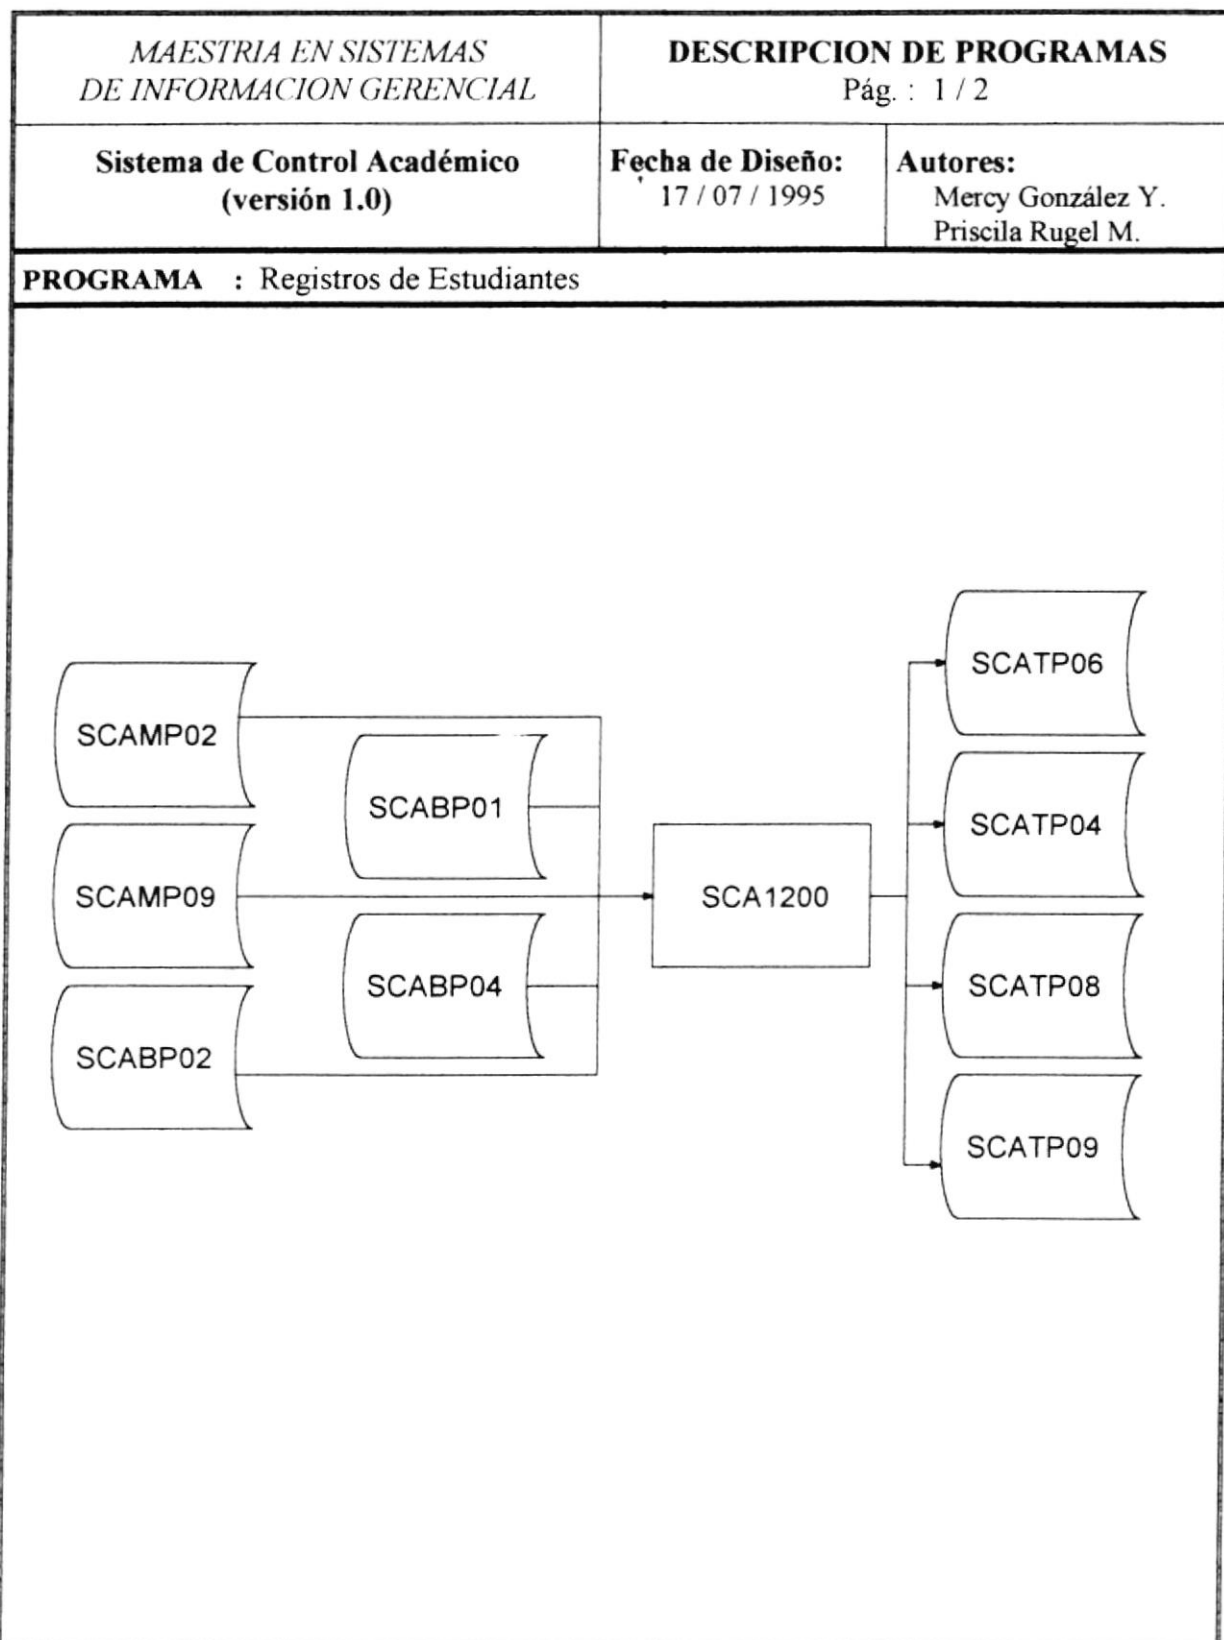 MAESTRIA EN SISTEMAS
DE INFORMACION GERENCIAL
DESCRIPCION DE PROGRAMAS
Pág. : 1 / 2
Sistema de Control Académico
(versión 1.0)
Fecha de Diseño:
17 / 07 / 1995
Autores:
Mercy González Y.
Priscila Rugel M.
PROGRAMA : Registros de Estudiantes
SCAMP02
SCABP01
SCAMP09
SCABP04
SCABP02
SCA1200
SCATP06
SCATP04
SCATP08
SCATP09